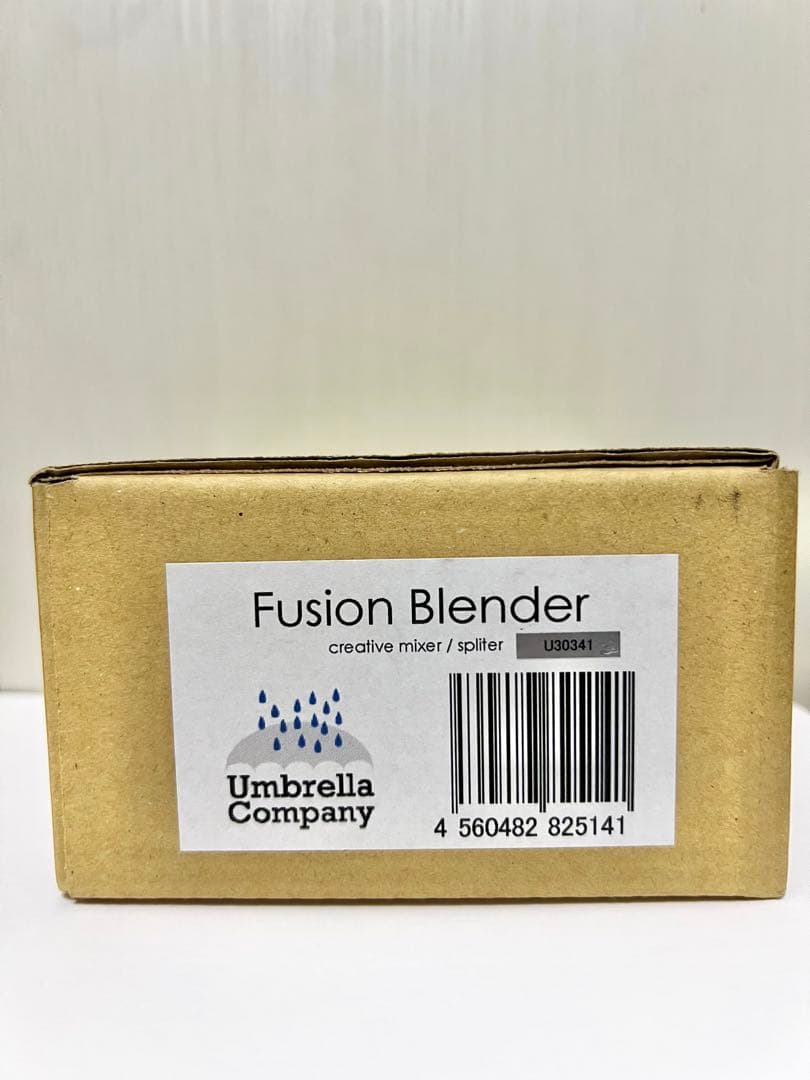 Fusion Blender
creative mixer / spliter U30341
Umbrella
Company
4 560482 825141